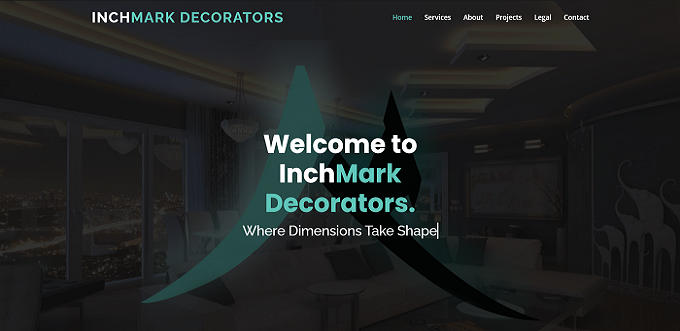 INCHMARK DECORATORS
Home Services About Projects Legal Contact
Welcome to
InchMark
Decorators.
Where Dimensions Take Shape